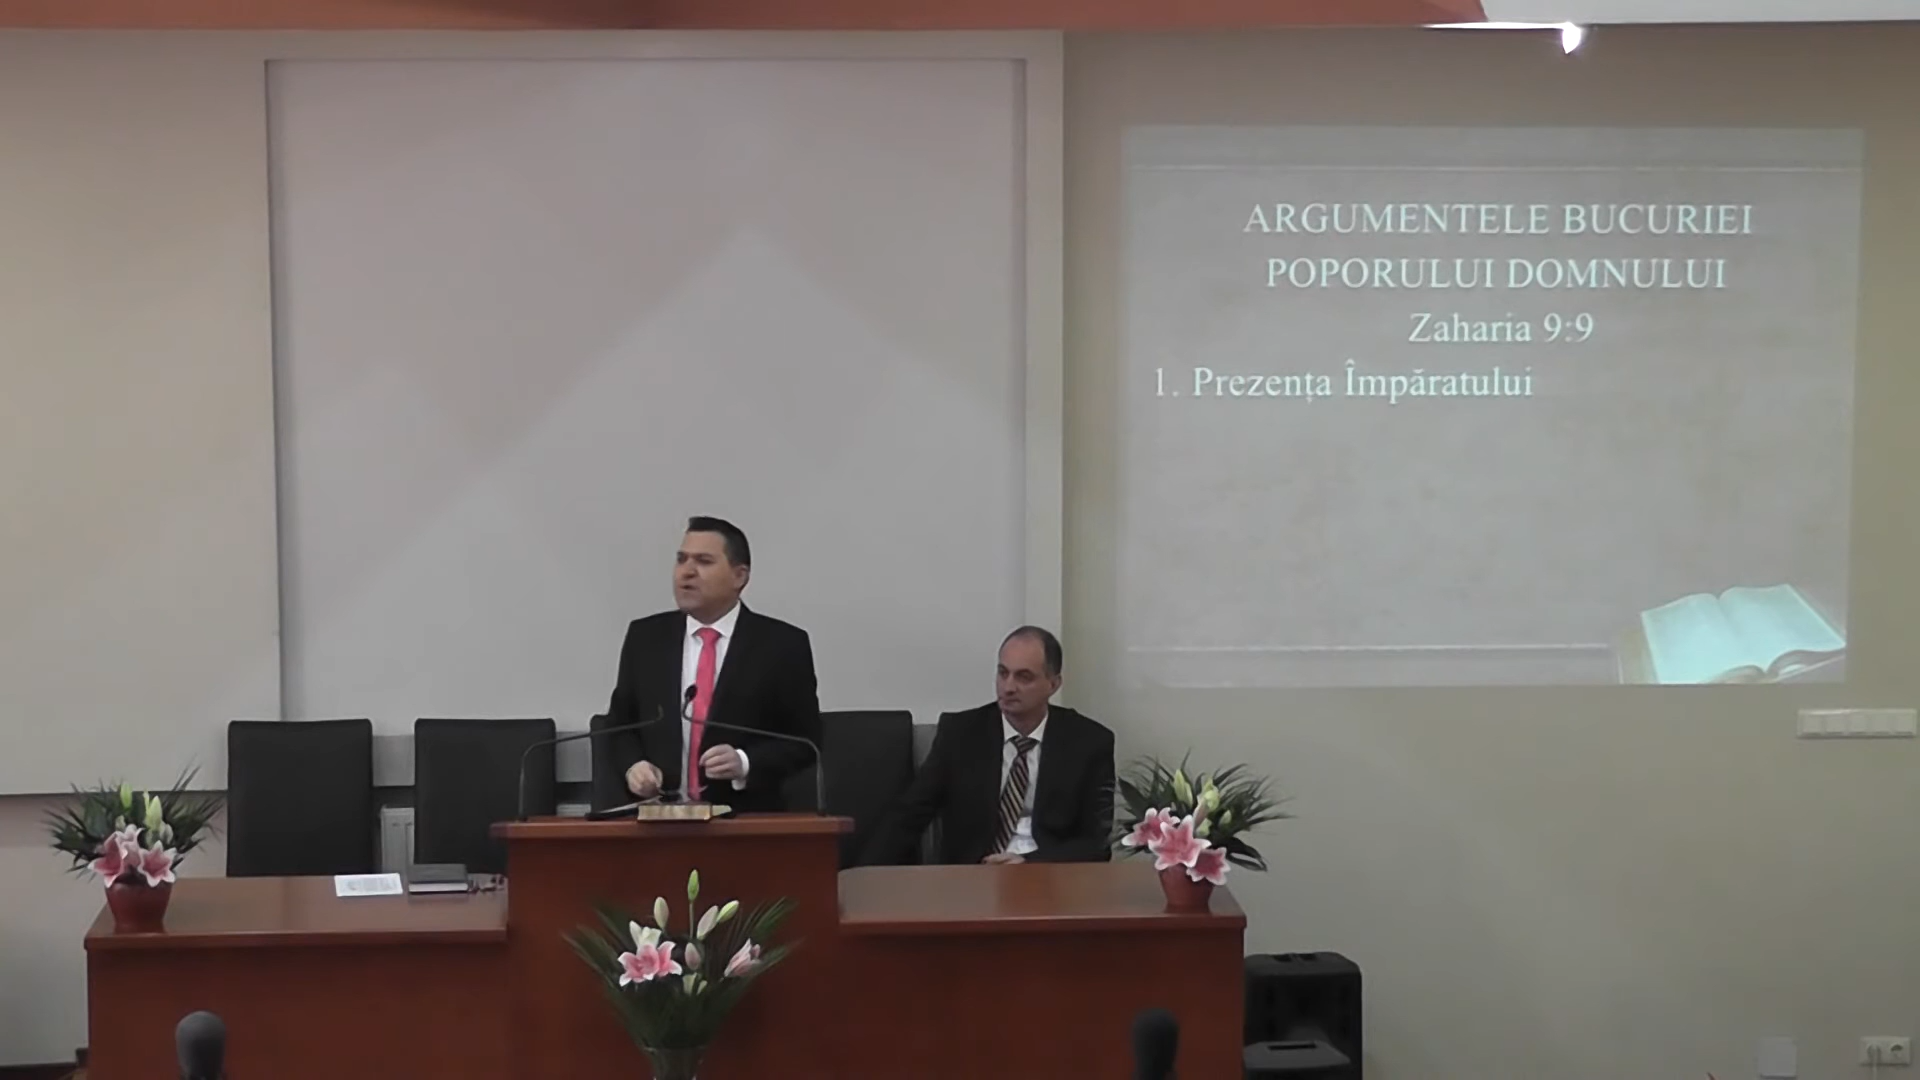 ARGUMENTELE BUCURIEI
POPORULUI DOMNULUI
Zaharia 9:9
1. Prezența Împăratului